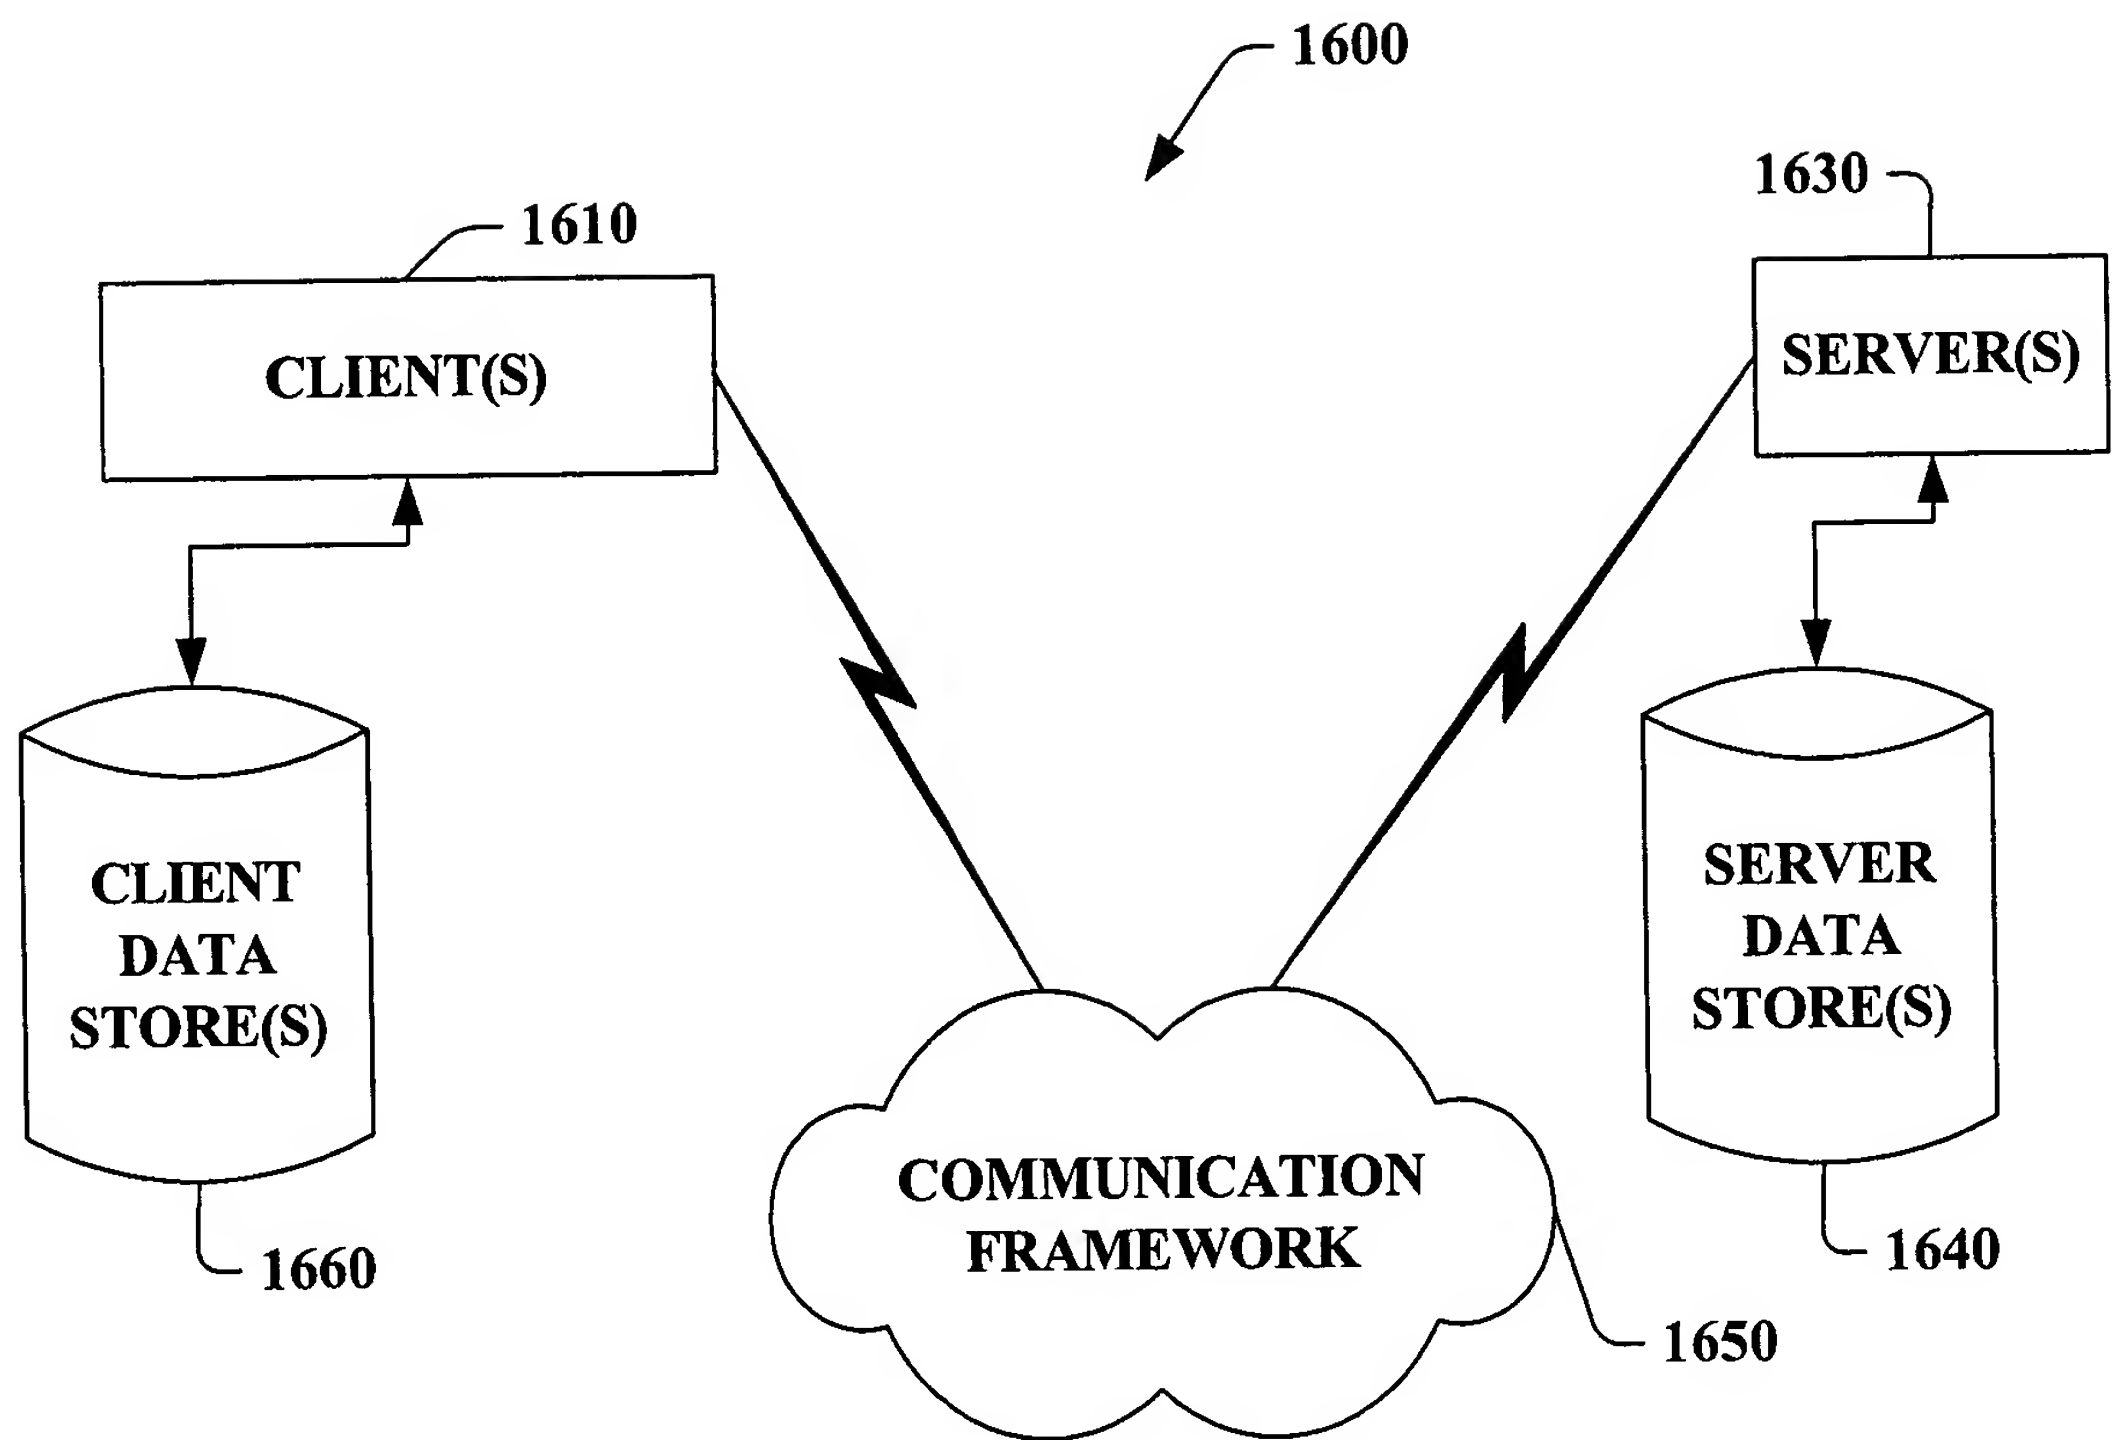 1600
1630
1610
CLIENT(S)
SERVER(S)
CLIENT
DATA
STORE(S)
SERVER
DATA
STORE(S)
COMMUNICATION
FRAMEWORK
1660
1640
1650